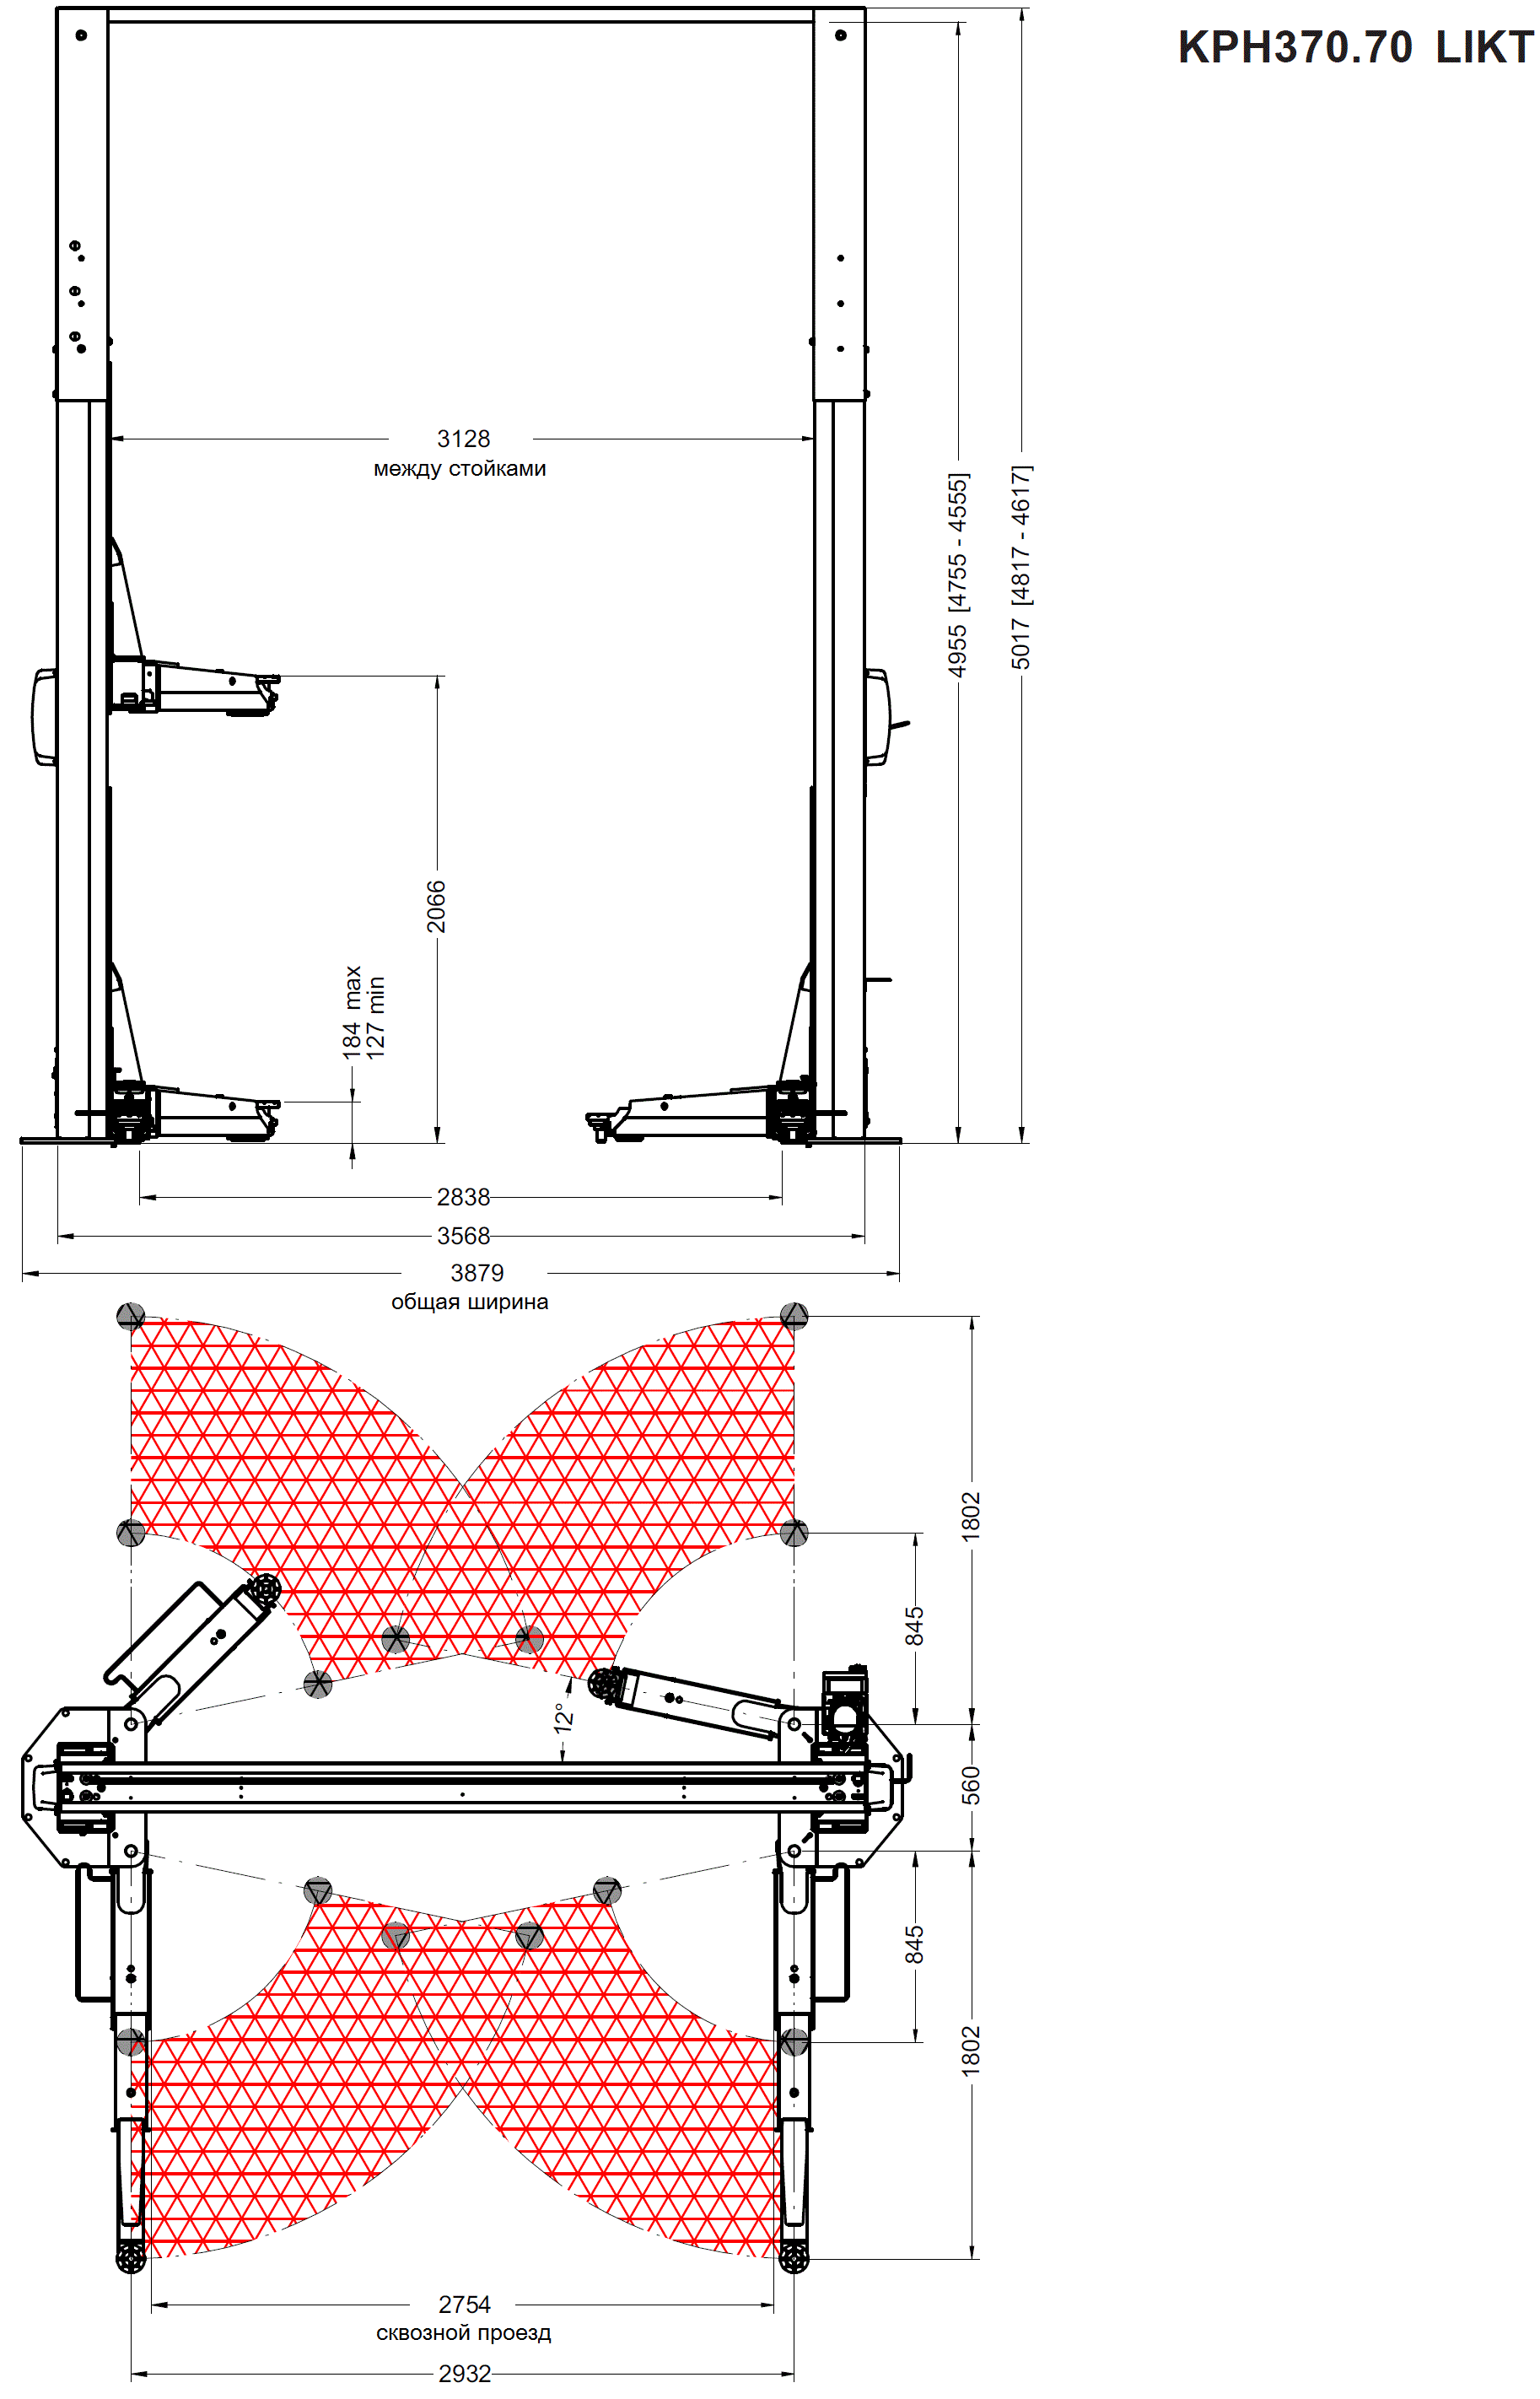 KPH370.70 LIKT
3128
между стойками
4955 [4755 - 4555]
5017 [4817 - 4617]
2066
184 max
127 min
2838
3568
3879
общая ширина
1802
845
12°
560
845
1802
2754
сквозной проезд
2932